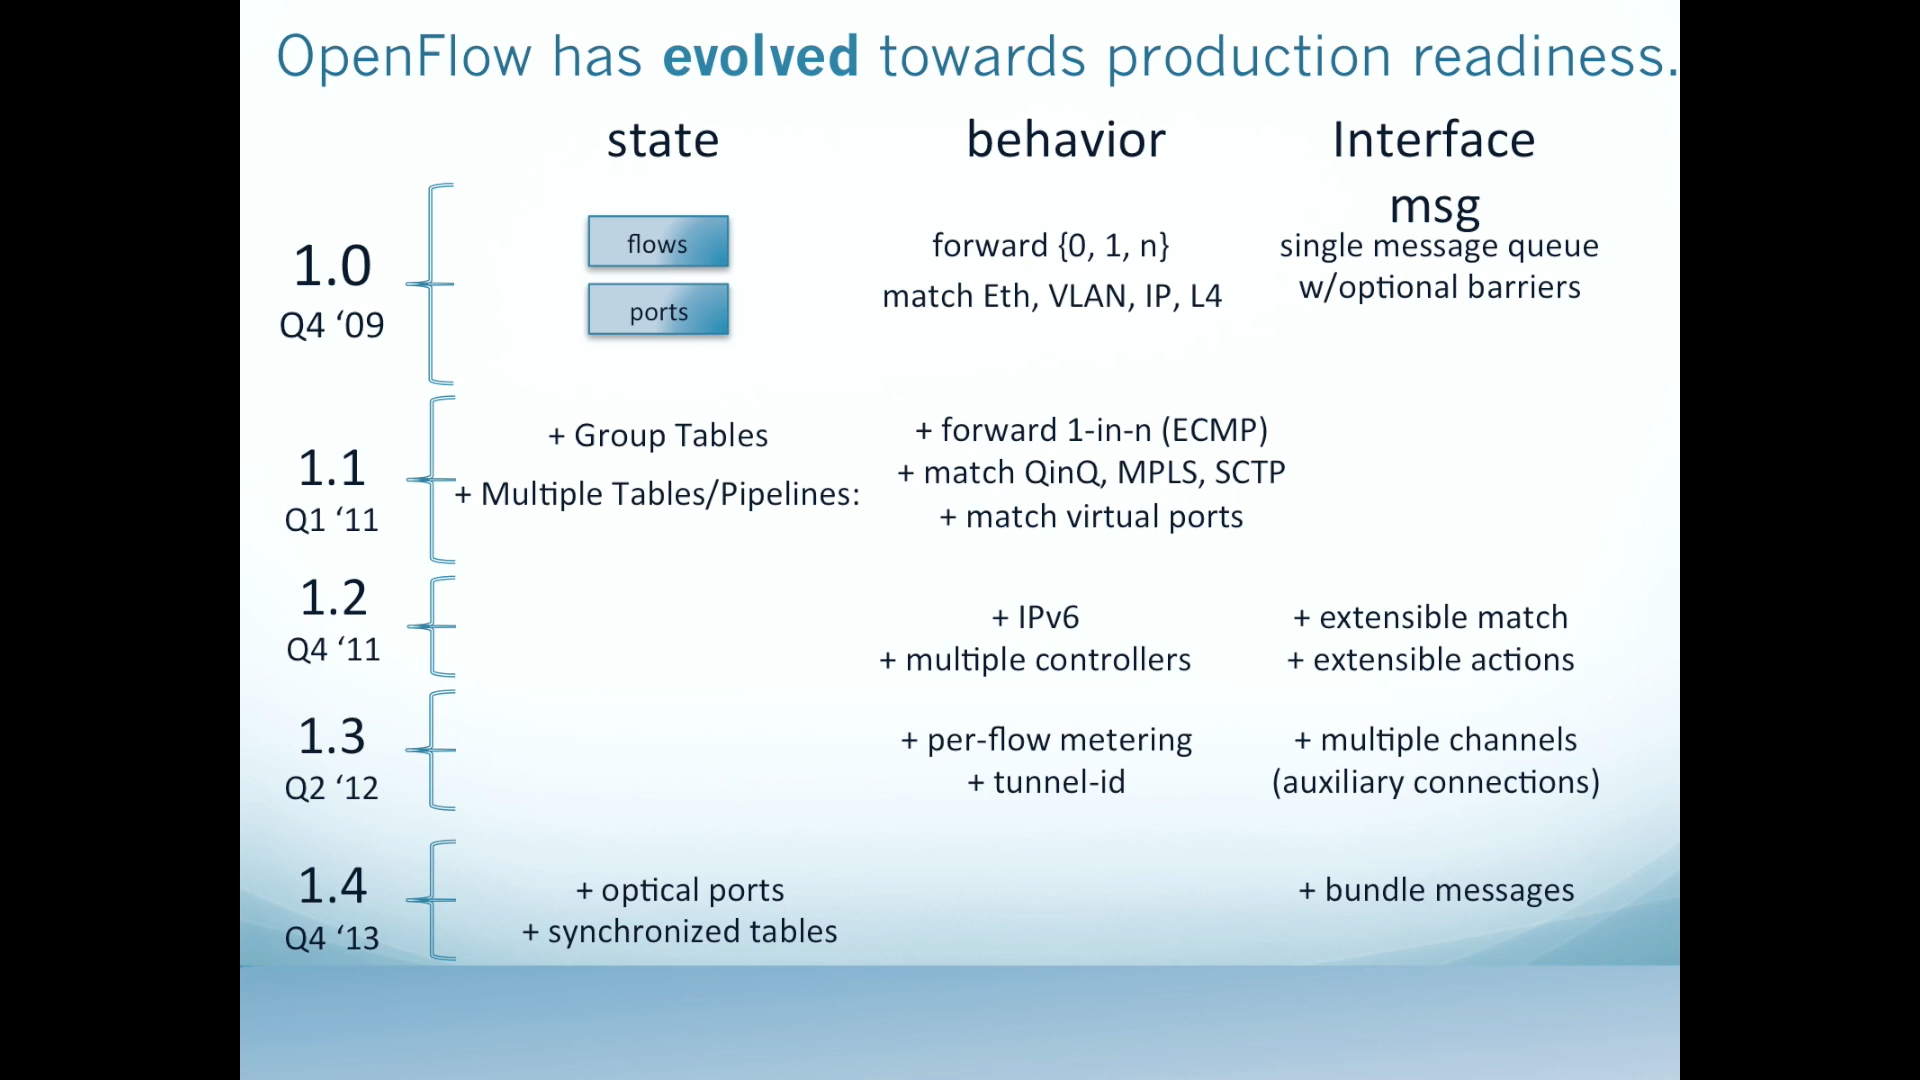 OpenFlow has evolved towards production readiness.
state
behavior
Interface
msg
1.0
Q4 ‘09
flows
ports
forward {0, 1, n}
match Eth, VLAN, IP, L4
single message queue
w/optional barriers
1.1
Q1 ‘11
+ Group Tables
+ Multiple Tables/Pipelines:
+ forward 1-in-n (ECMP)
+ match QinQ, MPLS, SCTP
+ match virtual ports
1.2
Q4 ‘11
+ IPv6
+ multiple controllers
+ extensible match
+ extensible actions
1.3
Q2 ‘12
+ per-flow metering
+ tunnel-id
+ multiple channels
(auxiliary connections)
1.4
Q4 ‘13
+ optical ports
+ synchronized tables
+ bundle messages